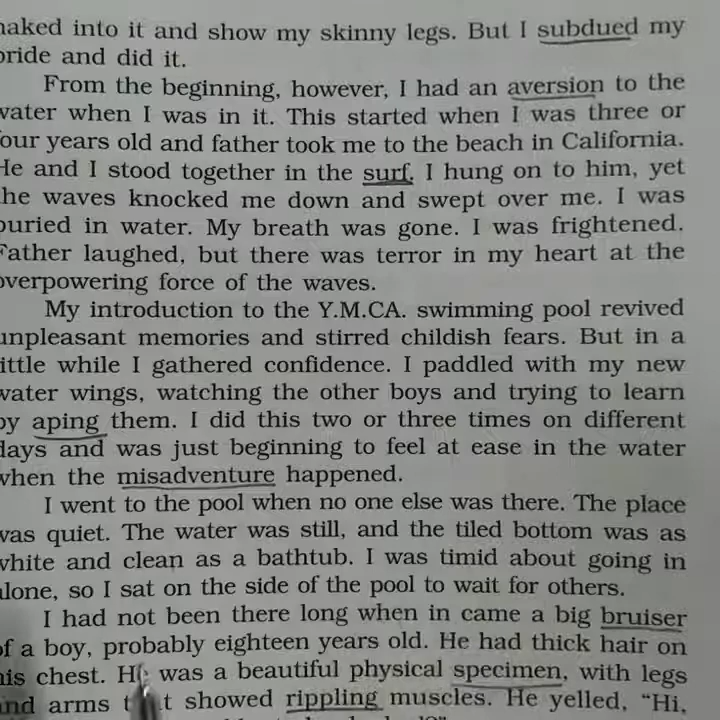 naked into it and show my skinny legs. But I subdued my
pride and did it.
From the beginning, however, I had an aversion to the
water when I was in it. This started when I was three or
four years old and father took me to the beach in California.
He and I stood together in the surf. I hung on to him, yet
the waves knocked me down and swept over me. I was
buried in water. My breath was gone. I was frightened.
Father laughed, but there was terror in my heart at the
overpowering force of the waves.
My introduction to the Y.M.CA. swimming pool revived
unpleasant memories and stirred childish fears. But in a
little while I gathered confidence. I paddled with my new
water wings, watching the other boys and trying to learn
by aping them. I did this two or three times on different
days and was just beginning to feel at ease in the water
when the misadventure happened.
I went to the pool when no one else was there. The place
was quiet. The water was still, and the tiled bottom was as
white and clean as a bathtub. I was timid about going in
alone, so I sat on the side of the pool to wait for others.
I had not been there long when in came a big bruiser
of a boy, probably eighteen years old. He had thick hair on
his chest. He was a beautiful physical specimen, with legs
and arms that showed rippling muscles. He yelled, “Hi,